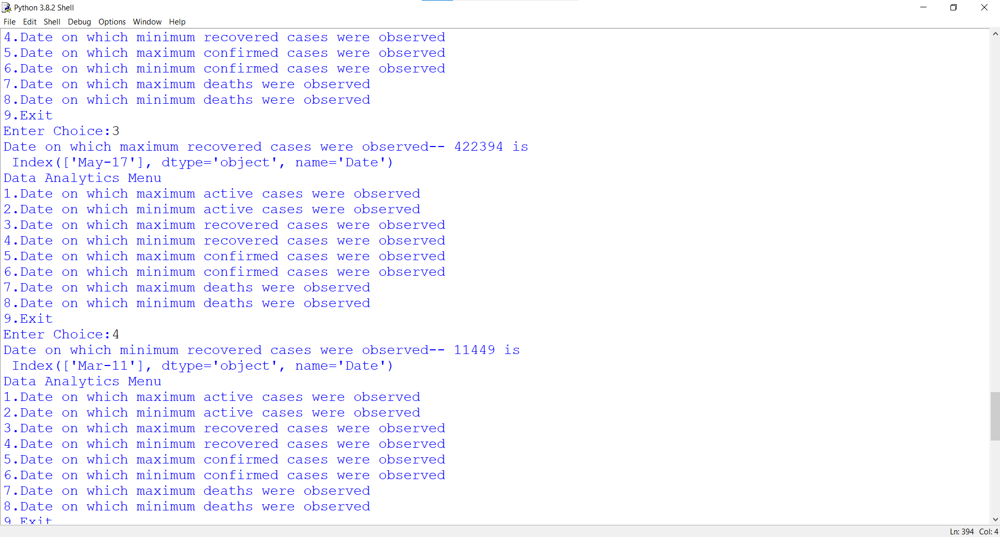 Python 3.8.2 Shell
File Edit Shell Debug Options Window Help
4.Date on which minimum recovered cases were observed
5.Date on which maximum confirmed cases were observed
6.Date on which minimum confirmed cases were observed
7.Date on which maximum deaths were observed
8.Date on which minimum deaths were observed
9.Exit
Enter Choice:3
Date on which maximum recovered cases were observed-- 422394 is
 Index(['May-17'], dtype='object', name='Date')
Data Analytics Menu
1.Date on which maximum active cases were observed
2.Date on which minimum active cases were observed
3.Date on which maximum recovered cases were observed
4.Date on which minimum recovered cases were observed
5.Date on which maximum confirmed cases were observed
6.Date on which minimum confirmed cases were observed
7.Date on which maximum deaths were observed
8.Date on which minimum deaths were observed
9.Exit
Enter Choice:4
Date on which minimum recovered cases were observed-- 11449 is
 Index(['Mar-11'], dtype='object', name='Date')
Data Analytics Menu
1.Date on which maximum active cases were observed
2.Date on which minimum active cases were observed
3.Date on which maximum recovered cases were observed
4.Date on which minimum recovered cases were observed
5.Date on which maximum confirmed cases were observed
6.Date on which minimum confirmed cases were observed
7.Date on which maximum deaths were observed
8.Date on which minimum deaths were observed
9.Exit
Ln: 394 Col: 4